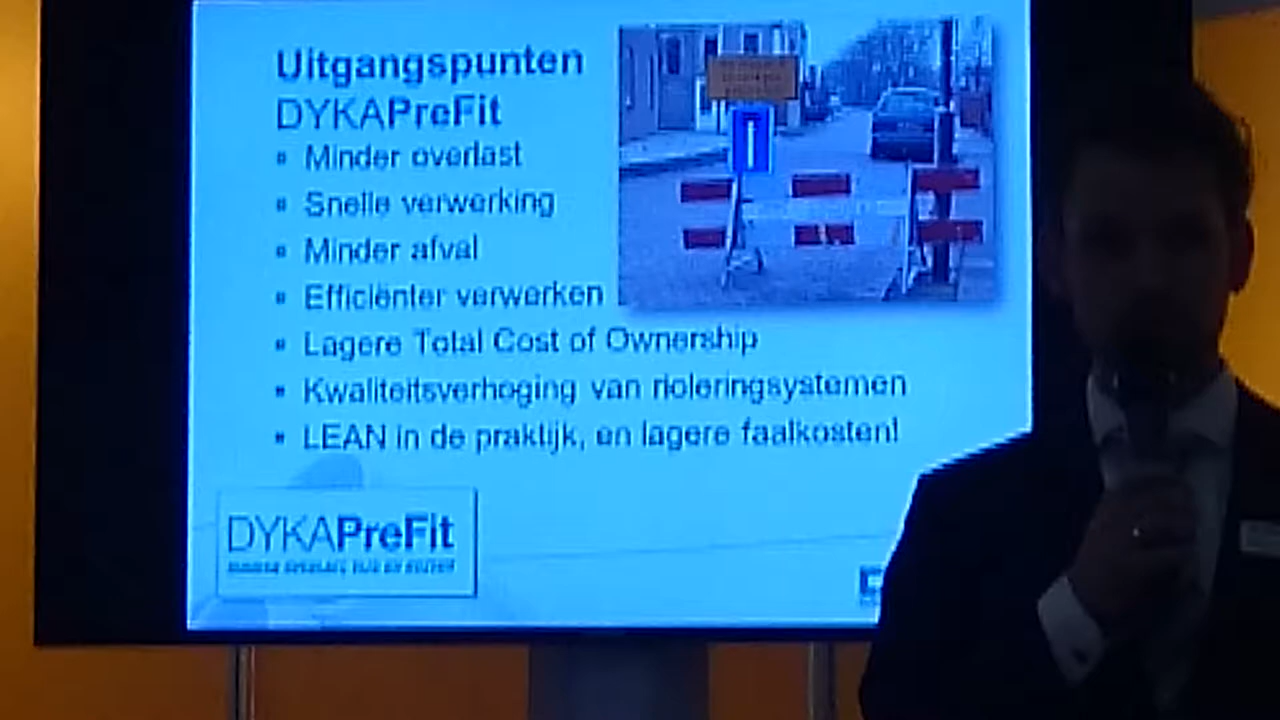 Uitgangspunten
DYKAPreFit
Minder overlast
Snelle verwerking
Minder afval
Efficiënter verwerken
Lagere Total Cost of Ownership
Kwaliteitsverhoging van rioleringsystemen
LEAN in de praktijk, en lagere faalkosten!
DYKAPreFit